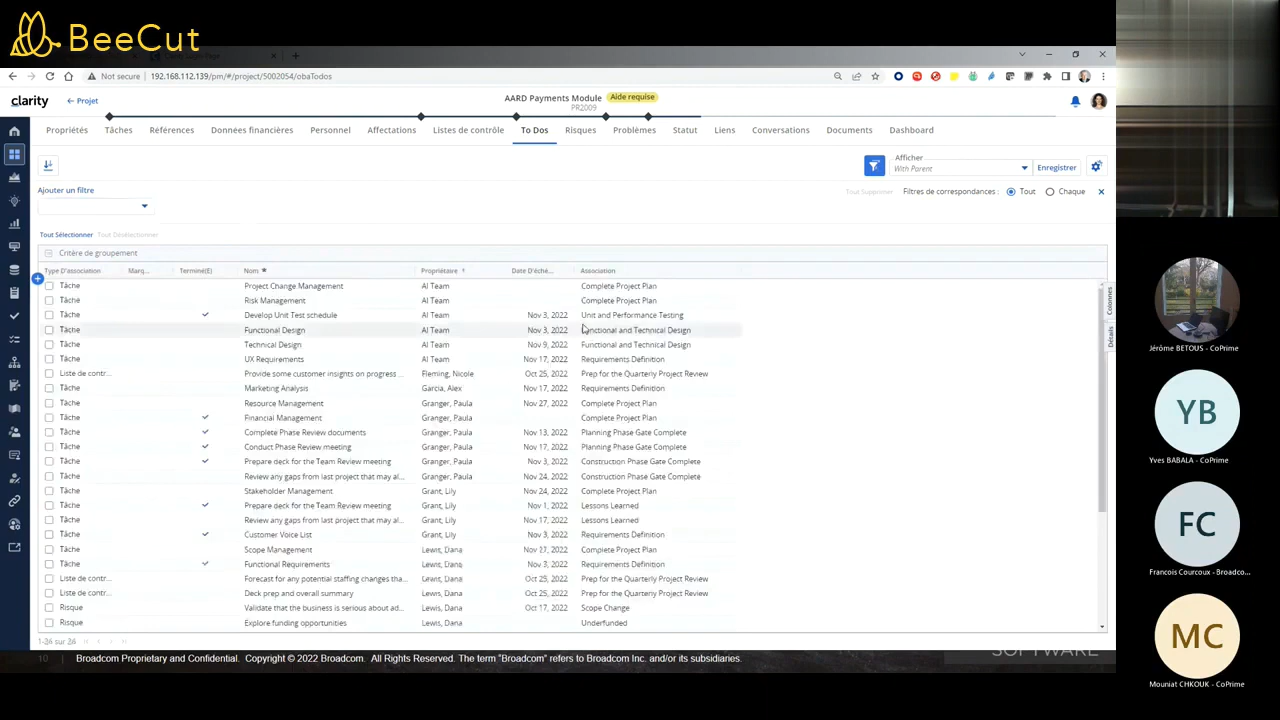 BeeCut
Not secure 192.168.112.139/pm/#/project/5002054/obaTodos
clarity ← Projet AARD Payments Module Aide requise
PR2009
Propriétés Tâches Références Données financières Personnel Affectations Listes de contrôle To Dos Risques Problèmes Statut Liens Conversations Documents Dashboard
Afficher
With Parent Enregistrer
Ajouter un filtre Tout Supprimer Filtres de correspondances : Tout Chaque
Tout Sélectionner Tout Désélectionner
Critère de groupement
Type D'association Marq... Terminé(E) Nom Propriétaire Date D'éché... Association
Tâche Project Change Management AI Team Complete Project Plan
Tâche Risk Management AI Team Complete Project Plan
Tâche Develop Unit Test schedule AI Team Nov 3, 2022 Unit and Performance Testing
Tâche Functional Design AI Team Nov 3, 2022 Functional and Technical Design
Tâche Technical Design AI Team Nov 9, 2022 Functional and Technical Design
Tâche UX Requirements AI Team Nov 17, 2022 Requirements Definition
Liste de contr... Provide some customer insights on progress ... Fleming, Nicole Oct 25, 2022 Prep for the Quarterly Project Review
Tâche Marketing Analysis Garcia, Alex Nov 17, 2022 Requirements Definition
Tâche Resource Management Granger, Paula Nov 27, 2022 Complete Project Plan
Tâche Financial Management Granger, Paula Complete Project Plan
Tâche Complete Phase Review documents Granger, Paula Nov 13, 2022 Planning Phase Gate Complete
Tâche Conduct Phase Review meeting Granger, Paula Nov 17, 2022 Planning Phase Gate Complete
Tâche Prepare deck for the Team Review meeting Granger, Paula Nov 3, 2022 Construction Phase Gate Complete
Tâche Review any gaps from last project that may al... Granger, Paula Nov 24, 2022 Construction Phase Gate Complete
Tâche Stakeholder Management Grant, Lily Nov 24, 2022 Complete Project Plan
Tâche Prepare deck for the Team Review meeting Grant, Lily Nov 1, 2022 Lessons Learned
Tâche Review any gaps from last project that may al... Grant, Lily Nov 17, 2022 Lessons Learned
Tâche Customer Voice List Grant, Lily Nov 3, 2022 Requirements Definition
Tâche Scope Management Lewis, Dana Nov 27, 2022 Complete Project Plan
Tâche Functional Requirements Lewis, Dana Nov 3, 2022 Requirements Definition
Liste de contr... Forecast for any potential staffing changes tha... Lewis, Dana Oct 25, 2022 Prep for the Quarterly Project Review
Liste de contr... Deck prep and overall summary Lewis, Dana Oct 25, 2022 Prep for the Quarterly Project Review
Risque Validate that the business is serious about ad... Lewis, Dana Oct 17, 2022 Scope Change
Risque Explore funding opportunities Lewis, Dana Underfunded
Colonnes
Détails
1-26 sur 26
10 Broadcom Proprietary and Confidential. Copyright © 2022 Broadcom. All Rights Reserved. The term "Broadcom" refers to Broadcom Inc. and/or its subsidiaries.
SOFTWARE
Jérôme BETOUS - CoPrime
YB
Yves BABALA - CoPrime
FC
Francois Courcoux - Broadco...
MC
Mouniat CHKOUK - CoPrime